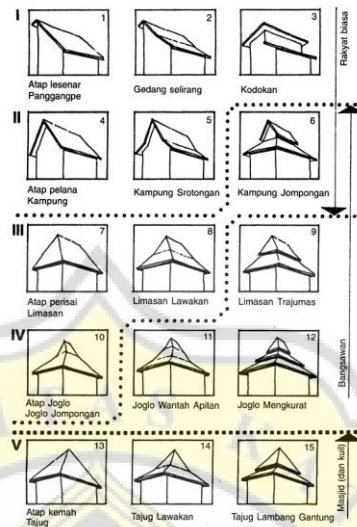 I
1
2
3
Atap lesenar
Panggangpe
Gedang selirang
Kodokan
Rakyat biasa
II
4
5
6
Atap pelana
Kampung
Kampung Srotongan
Kampung Jompongan
III
7
8
9
Atap perisai
Limasan
Limasan Lawakan
Limasan Trajumas
Bangsawan
IV
10
11
12
Atap Joglo
Joglo Jompongan
Joglo Wantah Apitan
Joglo Mengkurat
V
13
14
15
Atap kemah
Tajug
Tajug Lawakan
Tajug Lambang Gantung
Masjid (dan kuil)